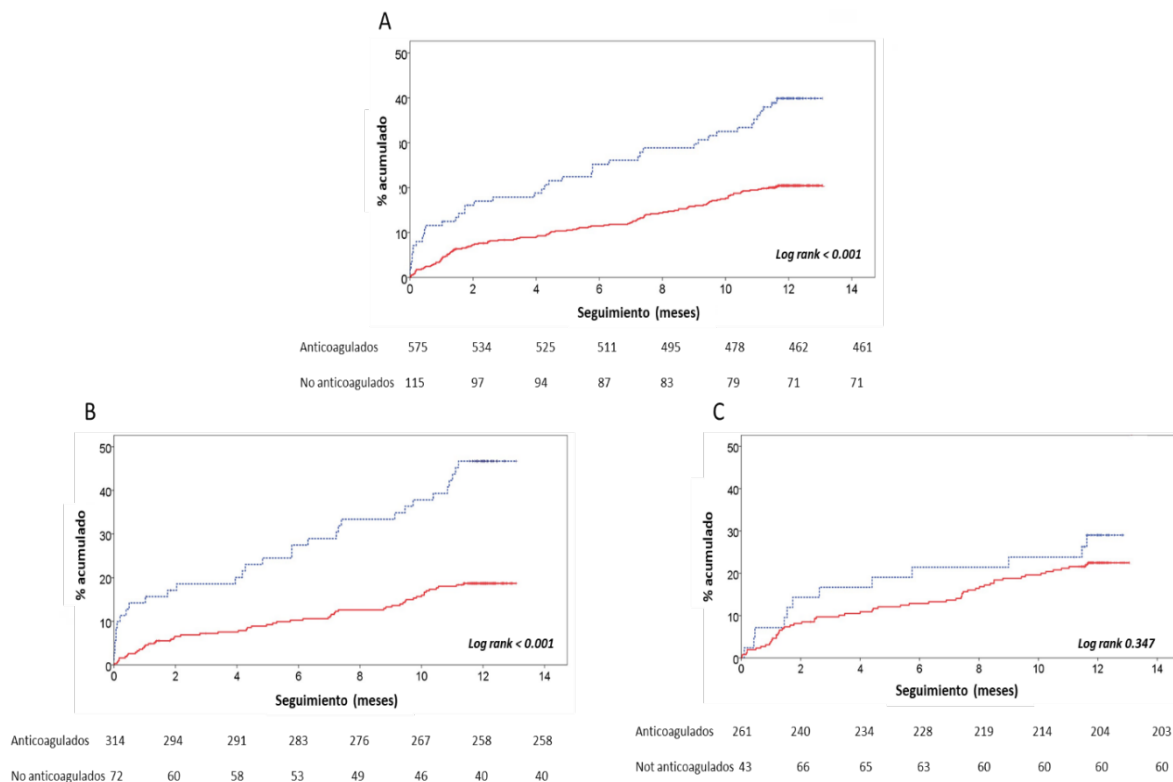 A
% acumulado
50
40
30
20
10
0
0 2 4 6 8 10 12 14
Log rank < 0.001
Seguimiento (meses)
Anticoagulados 575 534 525 511 495 478 462 461
No anticoagulados 115 97 94 87 83 79 71 71
B
% acumulado
50
40
30
20
10
0
0 2 4 6 8 10 12 14
Log rank < 0.001
Seguimiento (meses)
Anticoagulados 314 294 291 283 276 267 258 258
No anticoagulados 72 60 58 53 49 46 40 40
C
% acumulado
50
40
30
20
10
0
0 2 4 6 8 10 12 14
Log rank 0.347
Seguimiento (meses)
Anticoagulados 261 240 234 228 219 214 204 203
Not anticoagulados 43 66 65 63 60 60 60 60